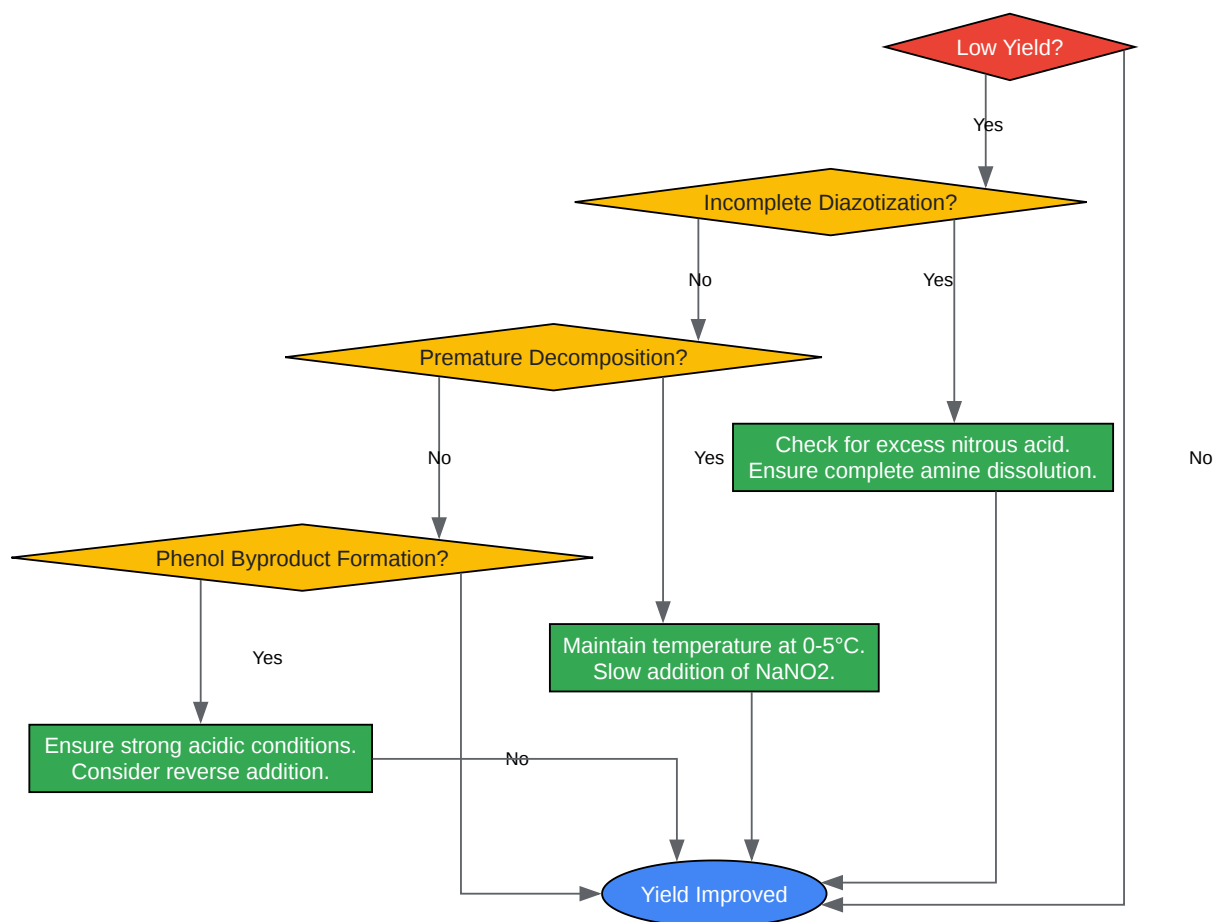 Low Yield?
Yes
Incomplete Diazotization?
No
Yes
Premature Decomposition?
Check for excess nitrous acid.
Ensure complete amine dissolution.
No
Yes
No
Phenol Byproduct Formation?
Maintain temperature at 0-5°C.
Slow addition of NaNO2.
Yes
Ensure strong acidic conditions.
Consider reverse addition.
No
Yield Improved